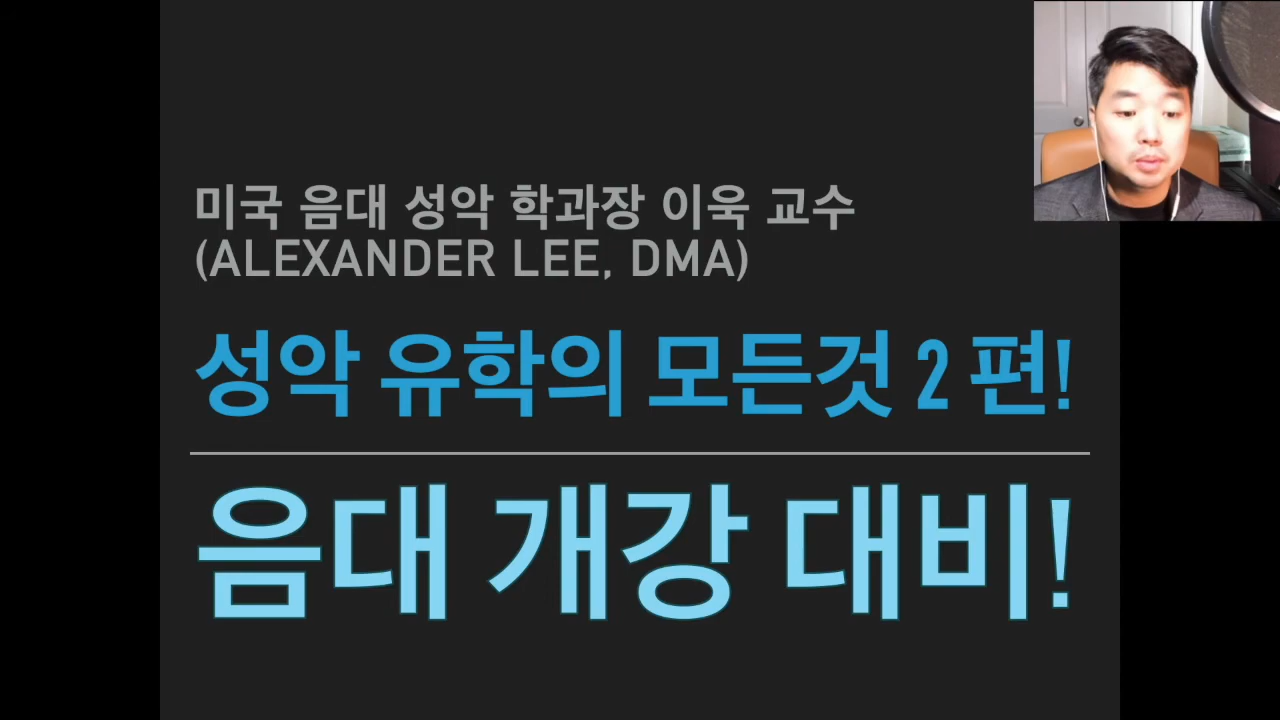 미국 음대 성악 학과장 이욱 교수
(ALEXANDER LEE, DMA)
성악 유학의 모든것 2 편!
음대 개강 대비!